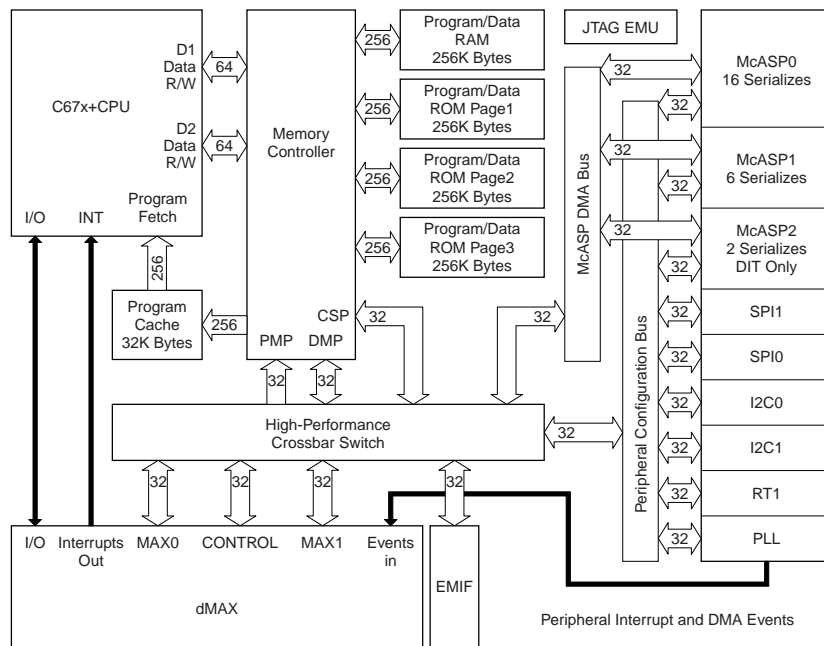 D1
Data
R/W
64
C67x+CPU
D2
Data
R/W
64
I/O
INT
Program
Fetch
256
Program
Cache
32K Bytes
256
Memory
Controller
CSP
32
PMP
DMP
32
32
256
Program/Data
RAM
256K Bytes
256
Program/Data
ROM Page1
256K Bytes
256
Program/Data
ROM Page2
256K Bytes
256
Program/Data
ROM Page3
256K Bytes
JTAG EMU
McASP DMA Bus
32
32
32
32
Peripheral Configuration Bus
32
32
32
32
32
32
32
32
32
32
McASP0
16 Serializes
McASP1
6 Serializes
McASP2
2 Serializes
DIT Only
SPI1
SPI0
I2C0
I2C1
RT1
PLL
High-Performance
Crossbar Switch
32
32
32
32
I/O
Interrupts
Out
MAX0
CONTROL
MAX1
Events
in
dMAX
EMIF
Peripheral Interrupt and DMA Events